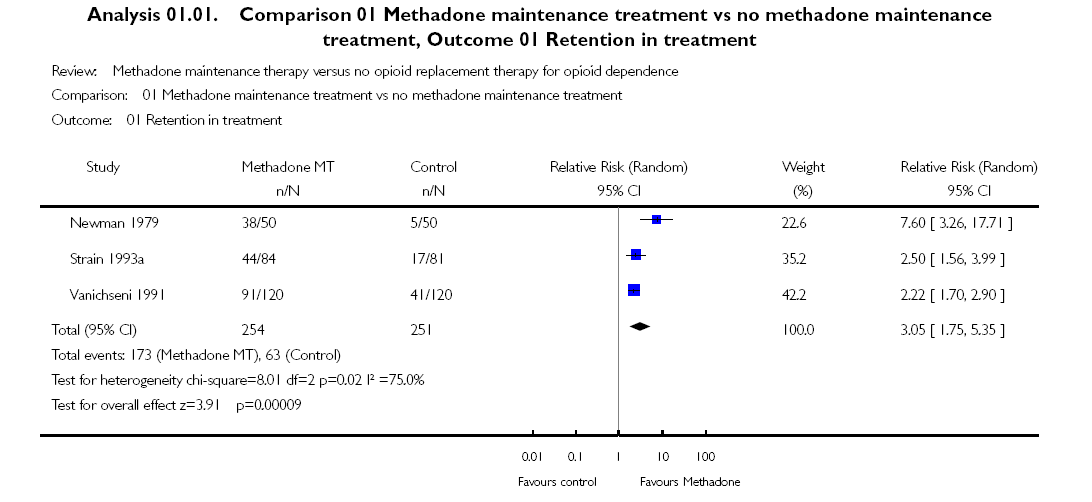 Analysis 01.01. Comparison 01 Methadone maintenance treatment vs no methadone maintenance
treatment, Outcome 01 Retention in treatment
Review: Methadone maintenance therapy versus no opioid replacement therapy for opioid dependence
Comparison: 01 Methadone maintenance treatment vs no methadone maintenance treatment
Outcome: 01 Retention in treatment
Study Methadone MT Control Relative Risk (Random) Weight Relative Risk (Random)
n/N n/N 95% CI (%) 95% CI
Newman 1979 38/50 5/50 22.6 7.60 [ 3.26, 17.71 ]
Strain 1993a 44/84 17/81 35.2 2.50 [ 1.56, 3.99 ]
Vanichseni 1991 91/120 41/120 42.2 2.22 [ 1.70, 2.90 ]
Total (95% CI) 254 251 100.0 3.05 [ 1.75, 5.35 ]
Total events: 173 (Methadone MT), 63 (Control)
Test for heterogeneity chi-square=8.01 df=2 p=0.02 I² =75.0%
Test for overall effect z=3.91 p=0.00009
0.01 0.1 1 10 100
Favours control Favours Methadone